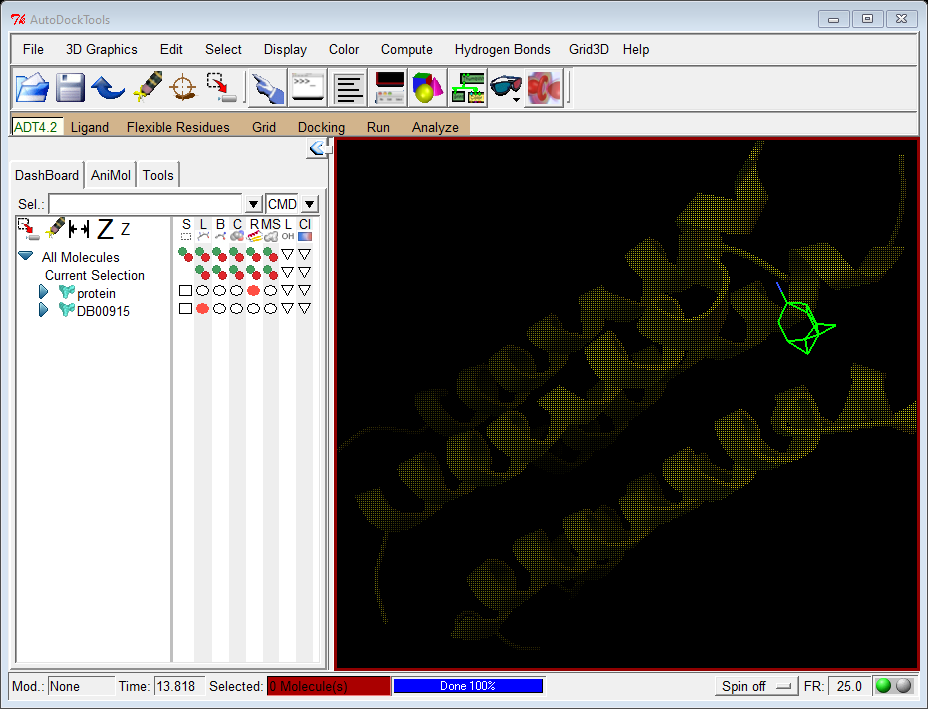 AutoDockTools
File 3D Graphics Edit Select Display Color Compute Hydrogen Bonds Grid3D Help
>>>
ADT4.2 Ligand Flexible Residues Grid Docking Run Analyze
DashBoard AniMol Tools
Sel.: CMD
Z Z S L B C R MS L Cl
OH
All Molecules
Current Selection
protein
DB00915
Mod.: None Time: 13.818 Selected: 0 Molecule(s) Done 100% Spin off FR: 25.0